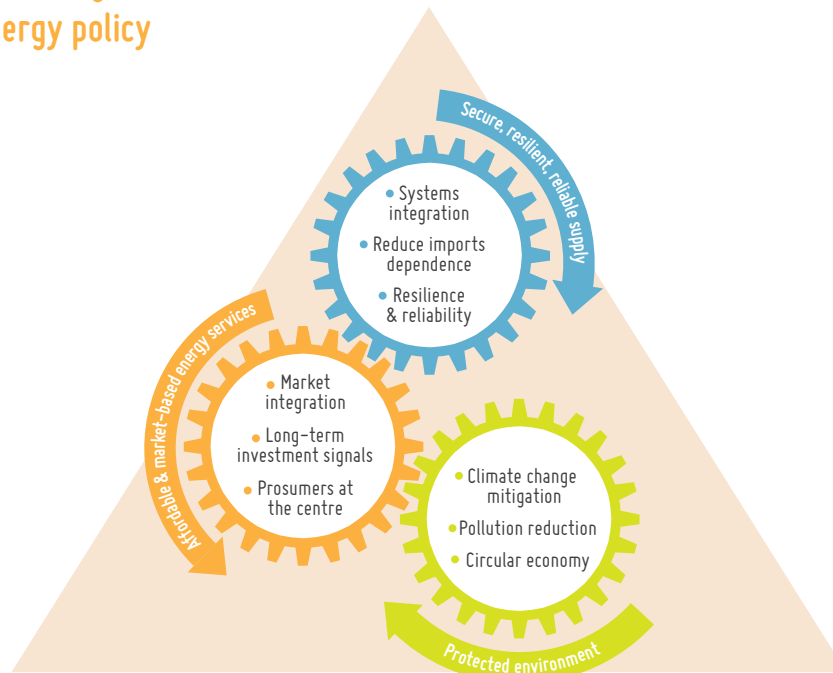 ergy policy
Secure, resilient, reliable supply
• Systems
integration
• Reduce imports
dependence
• Resilience
& reliability
Affordable & market-based energy services
• Market
integration
• Long-term
investment signals
• Prosumers at
the centre
• Climate change
mitigation
• Pollution reduction
• Circular economy
Protected environment